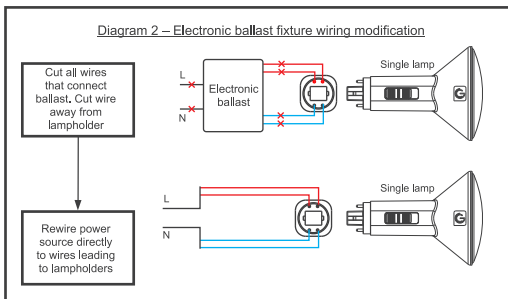 Diagram 2 – Electronic ballast fixture wiring modification
Cut all wires
that connect
ballast. Cut wire
away from
lampholder
L
N
Electronic
ballast
Single lamp
G
Rewire power
source directly
to wires leading
to lampholders
L
N
Single lamp
G